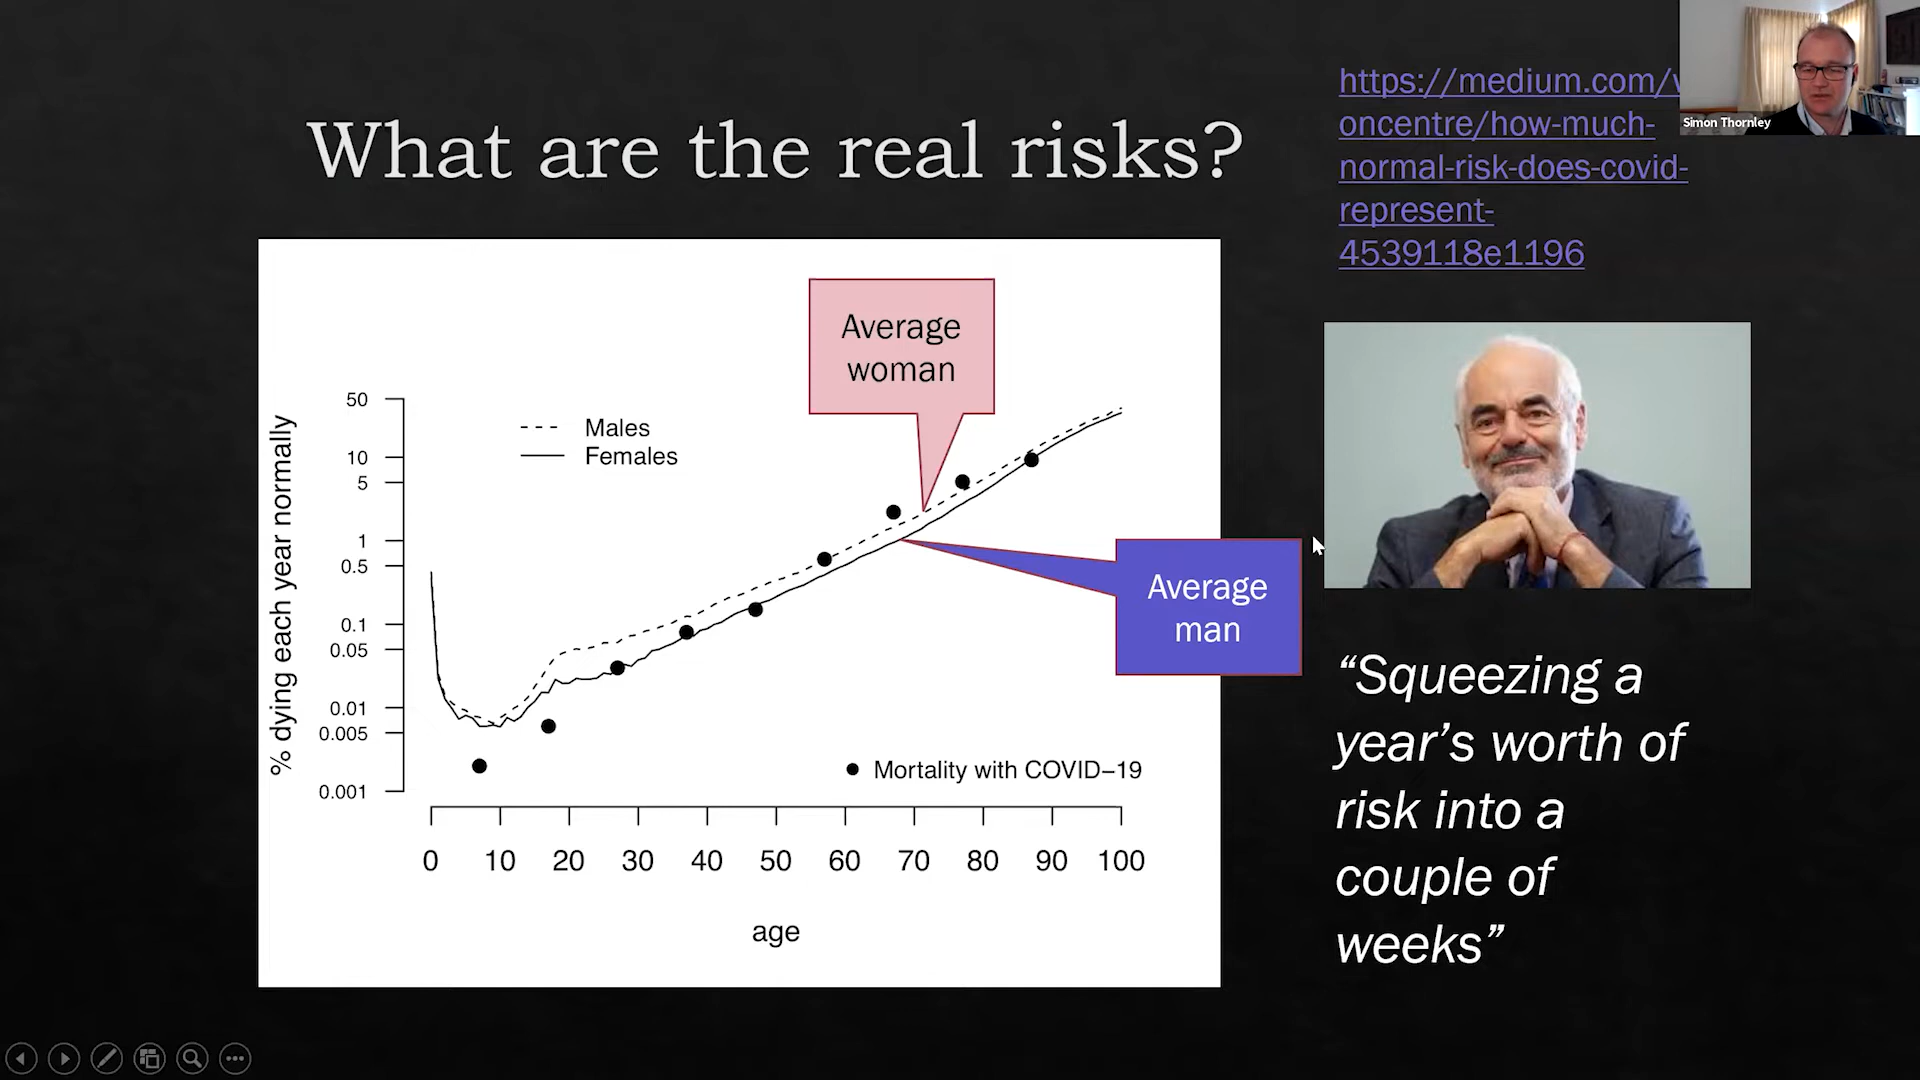 What are the real risks?
https://medium.com/
oncentre/how-much-
normal-risk-does-covid-
represent-
4539118e1196
Simon Thornley
Average
woman
Average
man
% dying each year normally
50
10
5
1
0.5
0.1
0.05
0.01
0.005
0.001
Males
Females
Mortality with COVID–19
0 10 20 30 40 50 60 70 80 90 100
age
“Squeezing a
year’s worth of
risk into a
couple of
weeks”